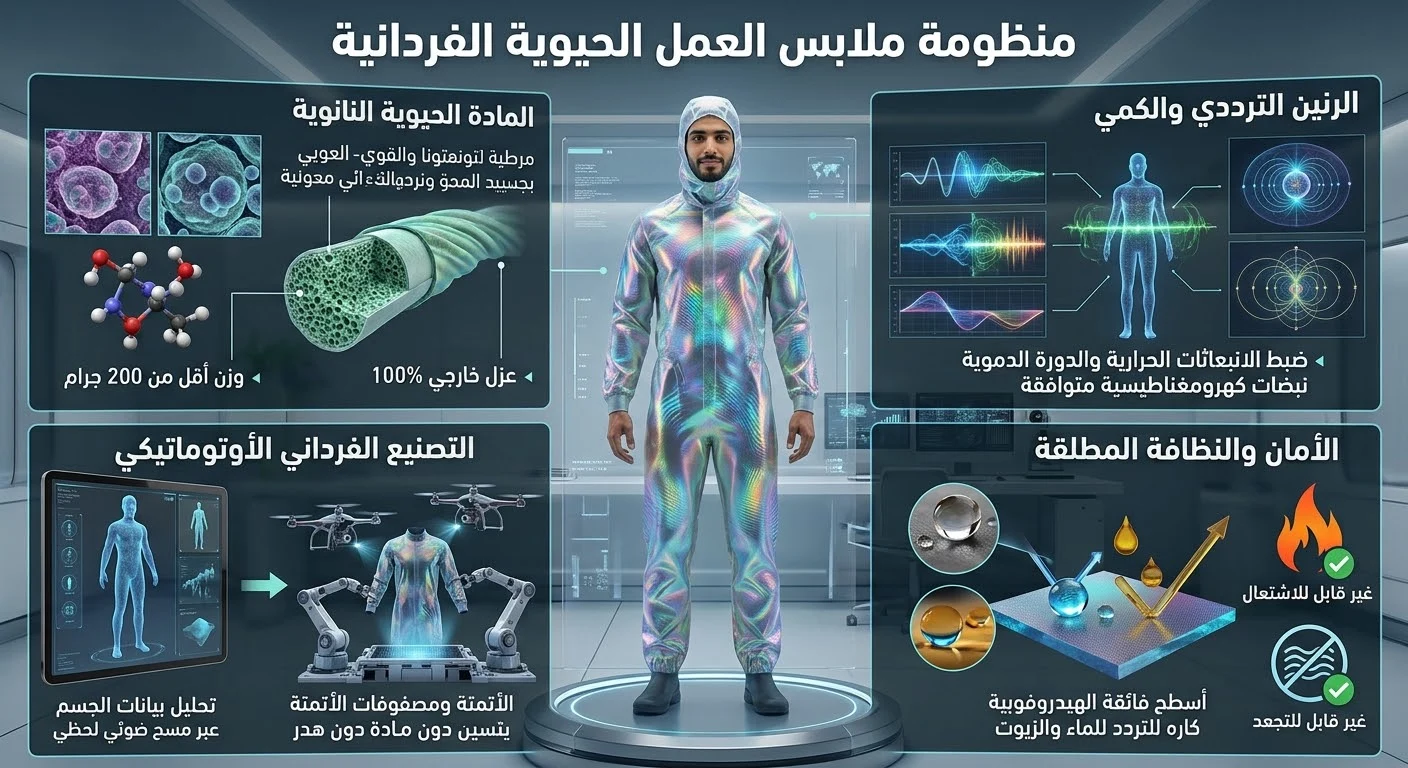 منظومة ملابس العمل الحيوية الفردانية
الرنين الترددي والكمي
ضبط الانبعاثات الحرارية والدورة الدموية
نبضات كهرومغناطيسية متوافقة
المادة الحيوية النانوية
بجسيد
عزل خارجي 100%
وزن أقل من 200 جرام
الأمان والنظافة المطلقة
غير قابل للاشتعال
أسطح فائقة الهيدروفوبية
كاره للتردد للماء والزيوت
غير قابل للتجعد
التصنيع الفرداني الأوتوماتيكي
الأتمتة ومصفوفات الأتمتة
يتسين دون مادة دون هدر
تحليل بيانات الجسم
عبر مسح ضوئي لحظي